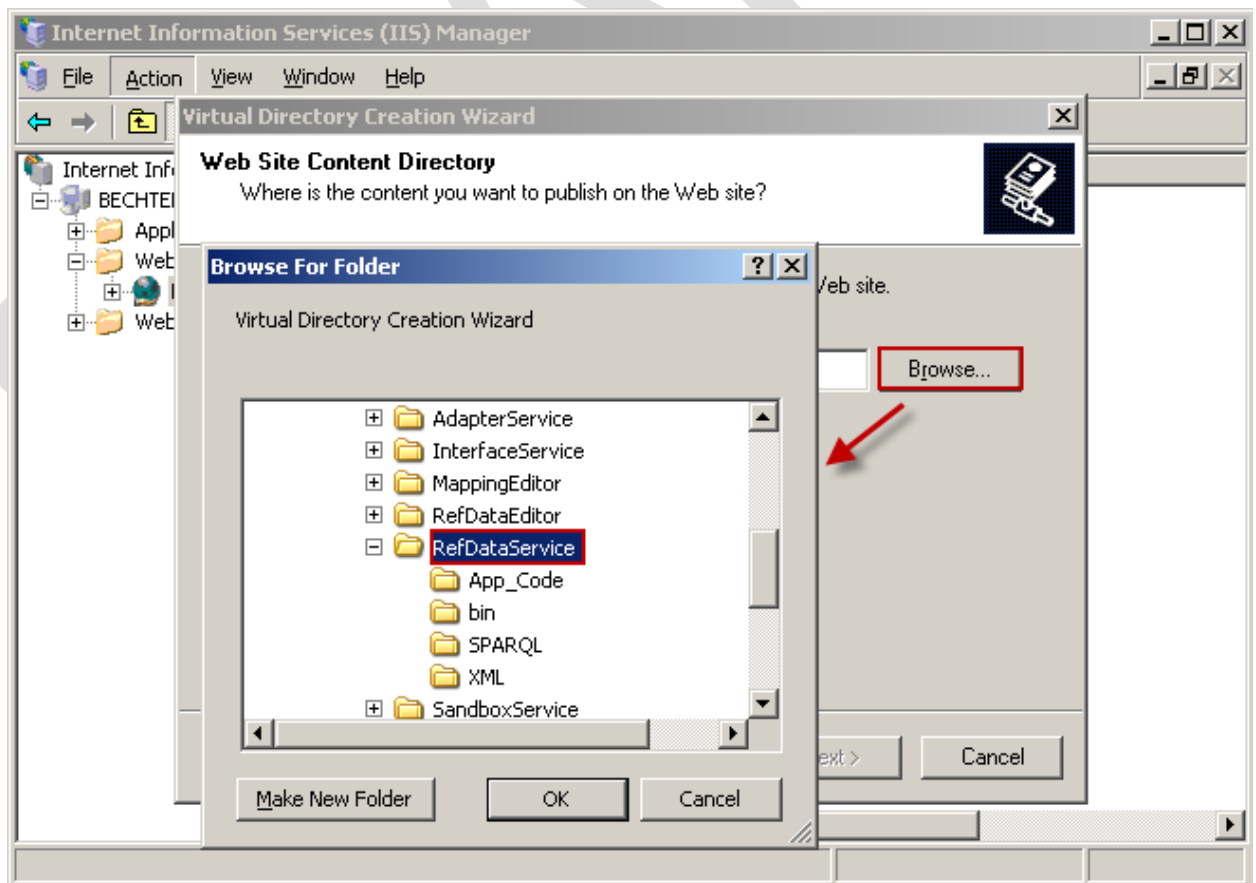 Internet Information Services (IIS) Manager
File Action View Window Help
Virtual Directory Creation Wizard
Web Site Content Directory
Where is the content you want to publish on the Web site?
Internet Inf
BECHTEL
Appl
Web
Web
Browse For Folder
Web site.
Virtual Directory Creation Wizard
Browse...
AdapterService
InterfaceService
MappingEditor
RefDataEditor
RefDataService
App_Code
bin
SPARQL
XML
SandboxService
ext >
Cancel
Make New Folder
OK
Cancel